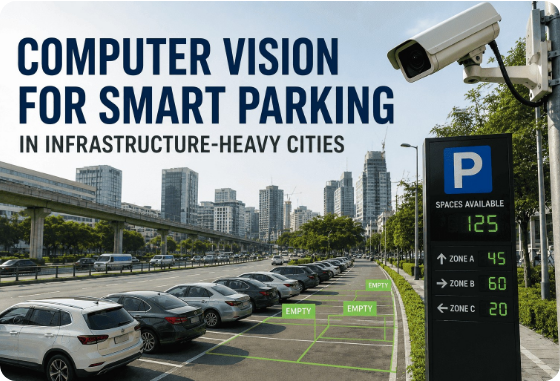 COMPUTER VISION
FOR SMART PARKING
IN INFRASTRUCTURE-HEAVY CITIES
P
SPACES AVAILABLE
125
↑ ZONE A 45
→ ZONE B 60
← ZONE C 20
EMPTY
EMPTY
EMPTY